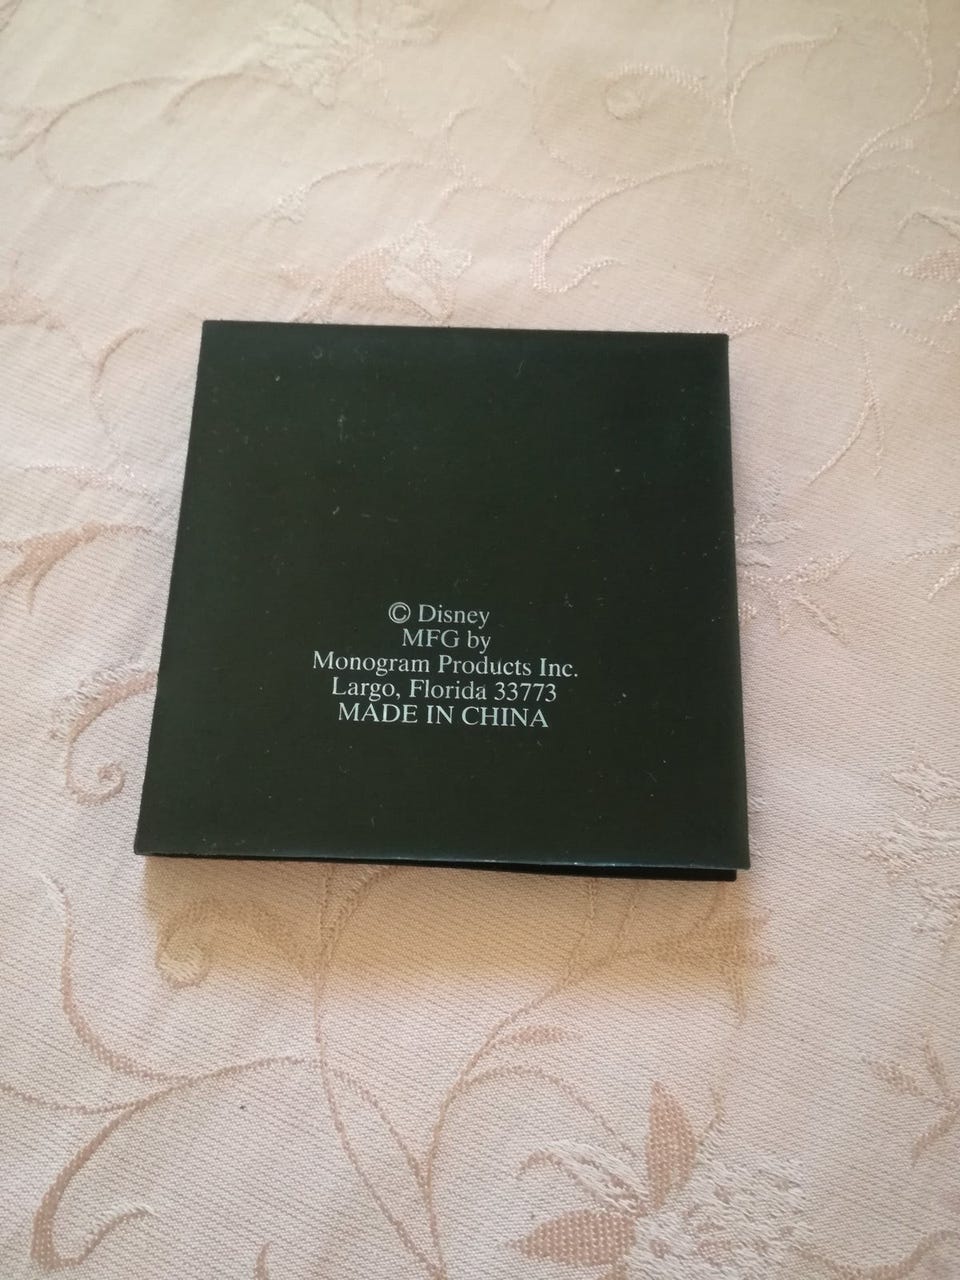 © Disney
MFG by
Monogram Products Inc.
Largo, Florida 33773
MADE IN CHINA